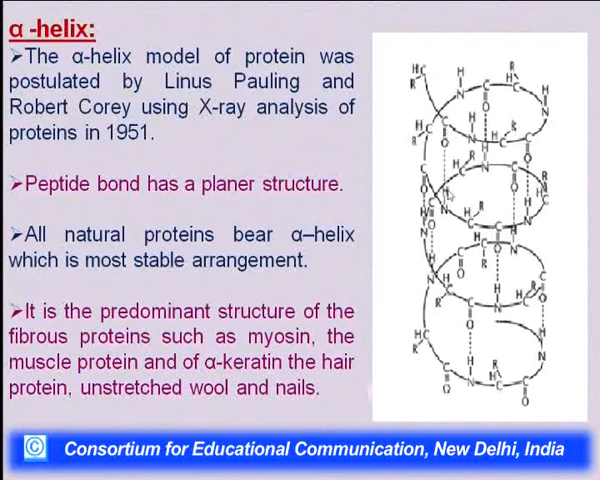 α -helix:
➢The α-helix model of protein was
postulated by Linus Pauling and
Robert Corey using X-ray analysis of
proteins in 1951.
➢Peptide bond has a planer structure.
➢All natural proteins bear α–helix
which is most stable arrangement.
➢It is the predominant structure of the
fibrous proteins such as myosin, the
muscle protein and of α-keratin the hair
protein, unstretched wool and nails.
© Consortium for Educational Communication, New Delhi, India